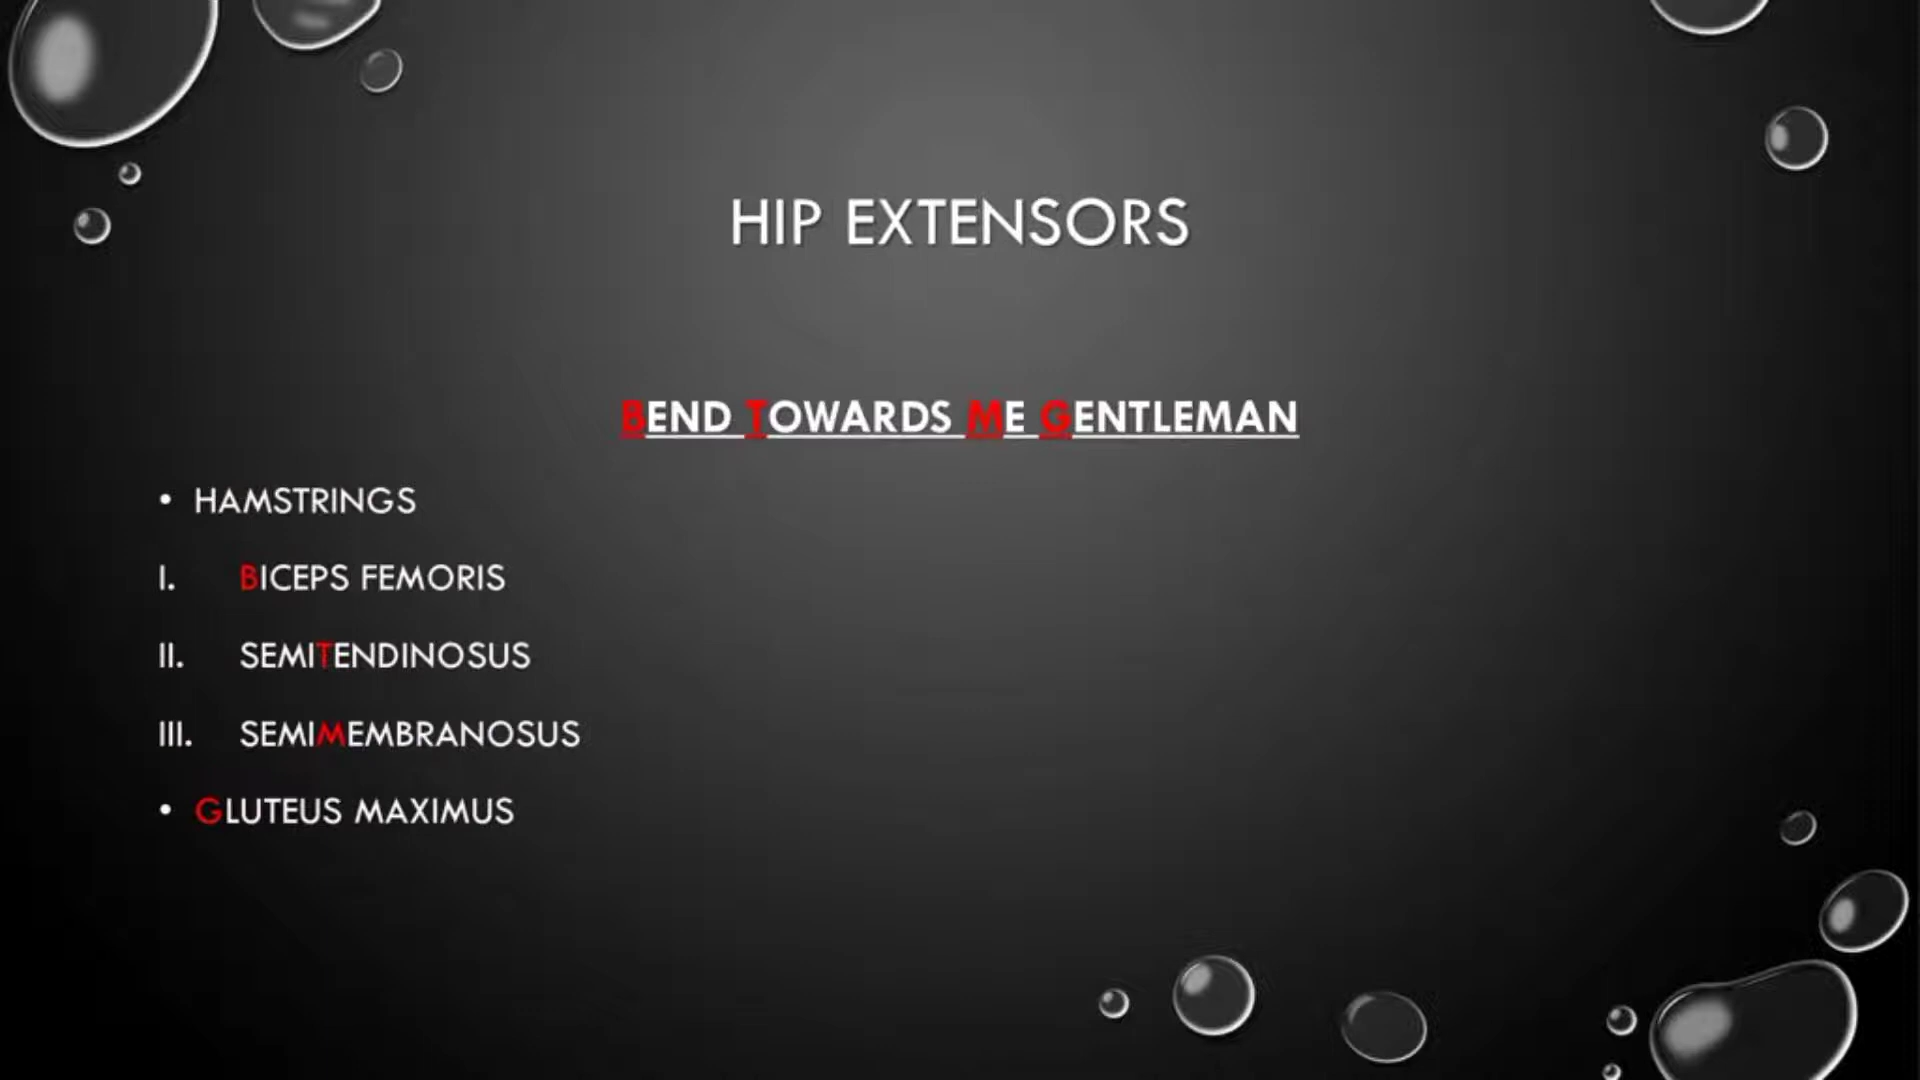 HIP EXTENSORS
BEND TOWARDS ME GENTLEMAN
• HAMSTRINGS
I. BICEPS FEMORIS
II. SEMITENDINOSUS
III. SEMIMEMBRANOSUS
• GLUTEUS MAXIMUS